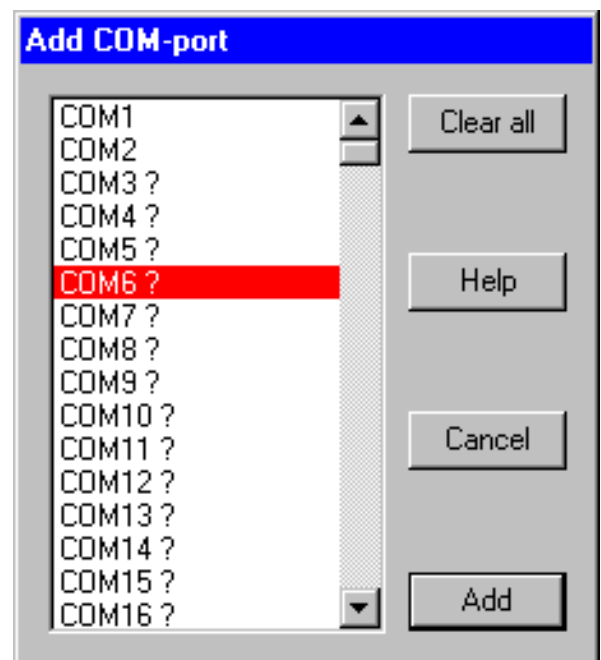 Add COM-port
COM1
COM2
COM3 ?
COM4 ?
COM5 ?
COM6 ?
COM7 ?
COM8 ?
COM9 ?
COM10 ?
COM11 ?
COM12 ?
COM13 ?
COM14 ?
COM15 ?
COM16 ?
Clear all
Help
Cancel
Add